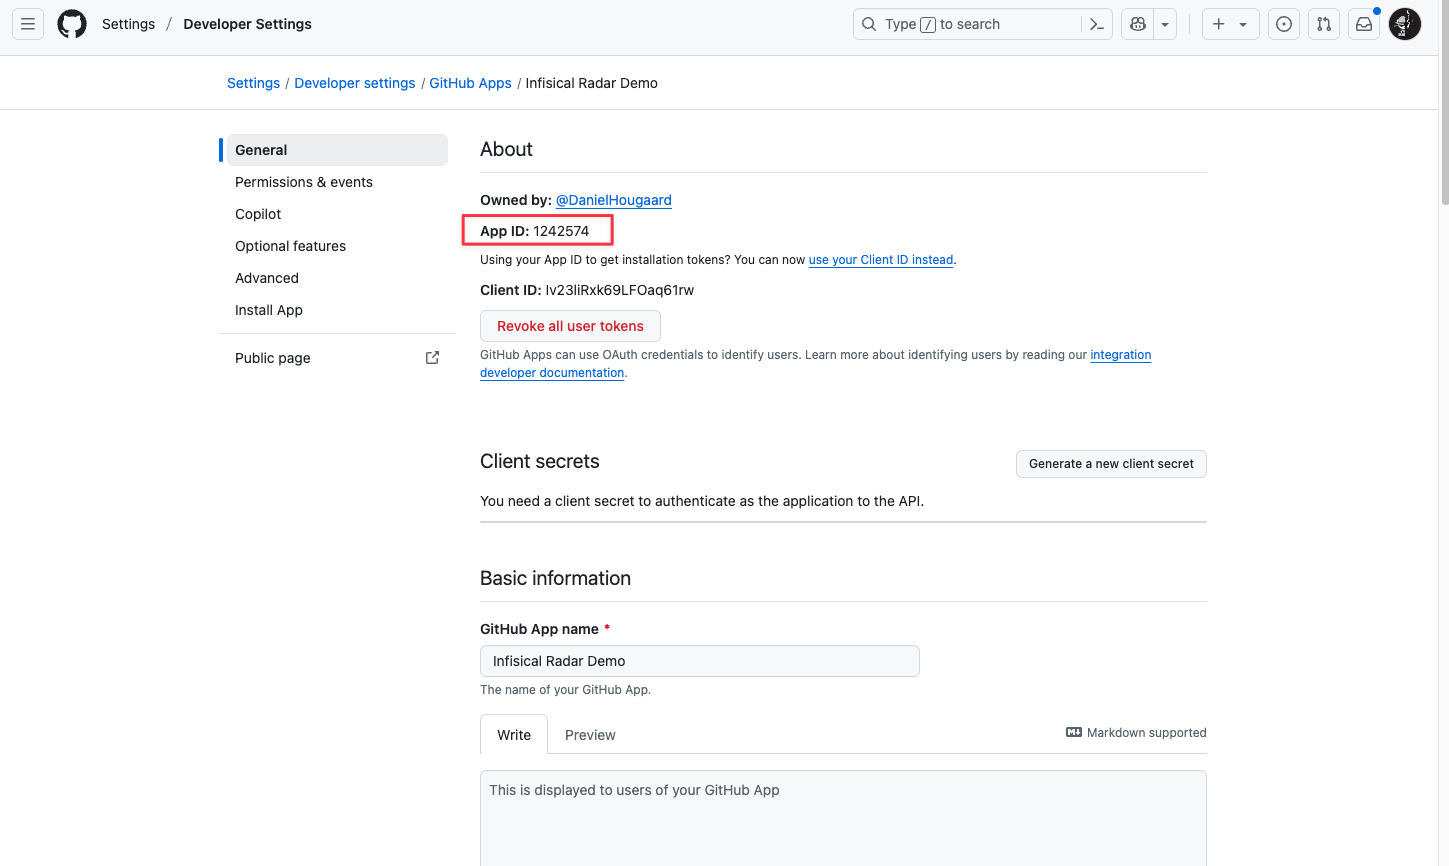 Settings / Developer Settings
Type / to search
Settings / Developer settings / GitHub Apps / Infisical Radar Demo
General
Permissions & events
Copilot
Optional features
Advanced
Install App
Public page
About
Owned by: @DanielHougaard
App ID: 1242574
Using your App ID to get installation tokens? You can now use your Client ID instead.
Client ID: Iv23liRxk69LFOaq61rw
Revoke all user tokens
GitHub Apps can use OAuth credentials to identify users. Learn more about identifying users by reading our integration
developer documentation.
Client secrets
Generate a new client secret
You need a client secret to authenticate as the application to the API.
Basic information
GitHub App name *
Infisical Radar Demo
The name of your GitHub App.
Write
Preview
Markdown supported
This is displayed to users of your GitHub App